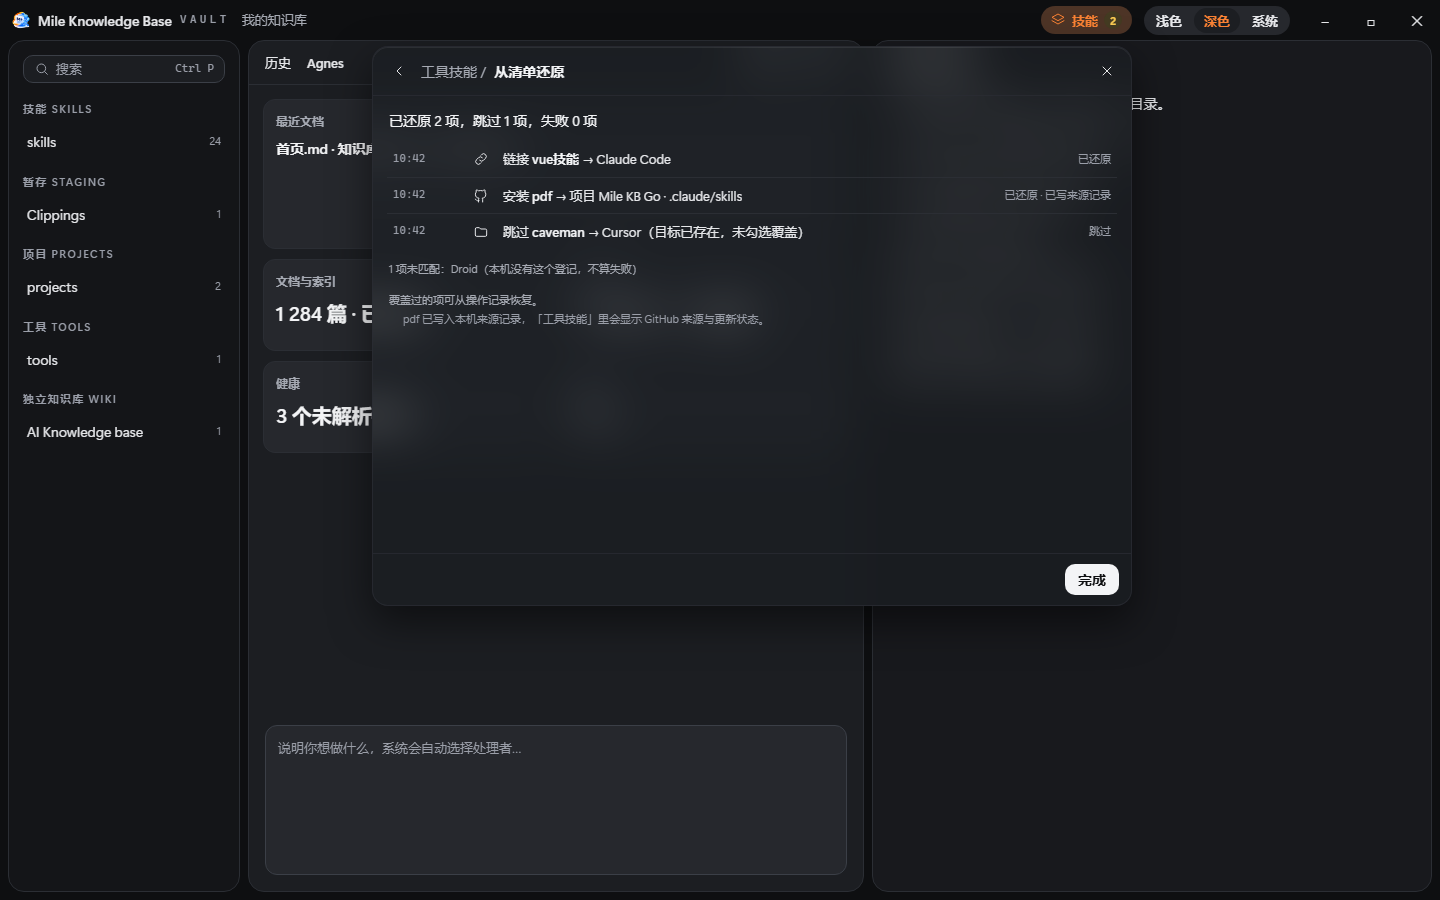 Mile Knowledge Base VAULT 我的知识库
技能 2
浅色 深色 系统
搜索 Ctrl P
技能 SKILLS
skills 24
暂存 STAGING
Clippings 1
项目 PROJECTS
projects 2
工具 TOOLS
tools 1
独立知识库 WIKI
AI Knowledge base 1
历史 Agnes
最近文档
首页.md · 知识
文档与索引
1 284 篇 ·
健康
3 个未解析
说明你想做什么，系统会自动选择处理者...
工具技能 / 从清单还原
已还原 2 项，跳过 1 项，失败 0 项
10:42 链接 vue技能 → Claude Code 已还原
10:42 安装 pdf → 项目 Mile KB Go · .claude/skills 已还原 · 已写来源记录
10:42 跳过 caveman → Cursor（目标已存在，未勾选覆盖） 跳过
1 项未匹配：Droid（本机没有这个登记，不算失败）
覆盖过的项可从操作记录恢复。
pdf 已写入本机来源记录，「工具技能」里会显示 GitHub 来源与更新状态。
完成
目录。